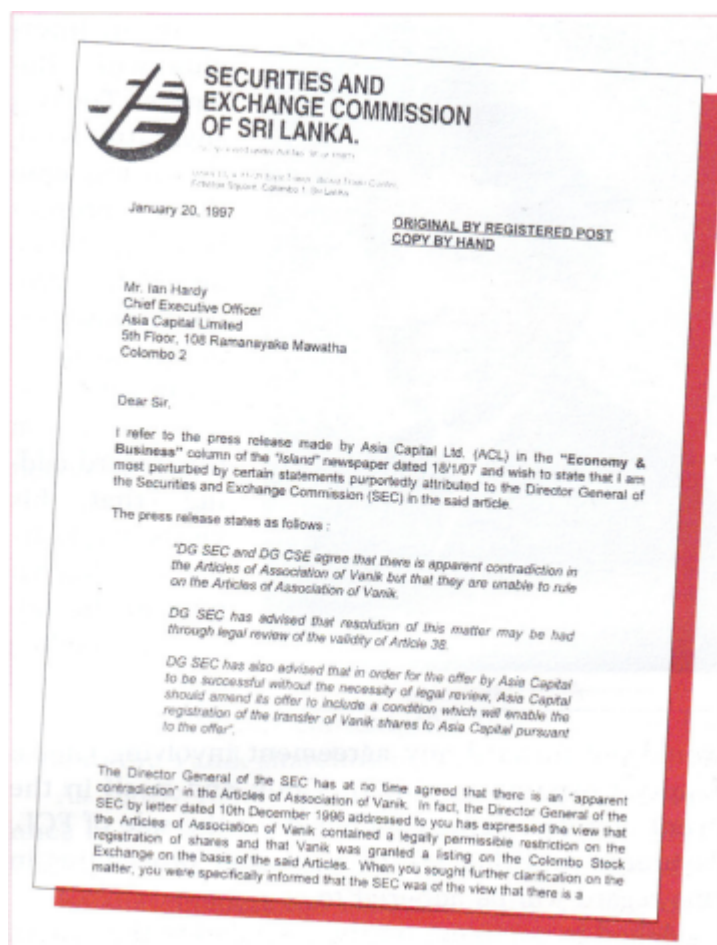 SECURITIES AND
EXCHANGE COMMISSION
OF SRI LANKA.
Echelon Square, Colombo 1, Sri Lanka
January 20, 1997
ORIGINAL BY REGISTERED POST
COPY BY HAND
Mr. Ian Hardy
Chief Executive Officer
Asia Capital Limited
5th Floor, 108 Ramanayake Mawatha
Colombo 2
Dear Sir,
I refer to the press release made by Asia Capital Ltd. (ACL) in the "Economy &
Business" column of the "Island" newspaper dated 18/1/97 and wish to state that I am
most perturbed by certain statements purportedly attributed to the Director General of
the Securities and Exchange Commission (SEC) in the said article.
The press release states as follows :
"DG SEC and DG CSE agree that there is apparent contradiction in
the Articles of Association of Vanik but that they are unable to rule
on the Articles of Association of Vanik.
DG SEC has advised that resolution of this matter may be had
through legal review of the validity of Article 38.
DG SEC has also advised that in order for the offer by Asia Capital
to be successful without the necessity of legal review, Asia Capital
should amend its offer to include a condition which will enable the
registration of the transfer of Vanik shares to Asia Capital pursuant
to the offer".
The Director General of the SEC has at no time agreed that there is an "apparent
contradiction" in the Articles of Association of Vanik. In fact, the Director General of the
SEC by letter dated 10th December 1996 addressed to you has expressed the view that
the Articles of Association of Vanik contained a legally permissible restriction on the
registration of shares and that Vanik was granted a listing on the Colombo Stock
Exchange on the basis of the said Articles. When you sought further clarification on the
matter, you were specifically informed that the SEC was of the view that there is a